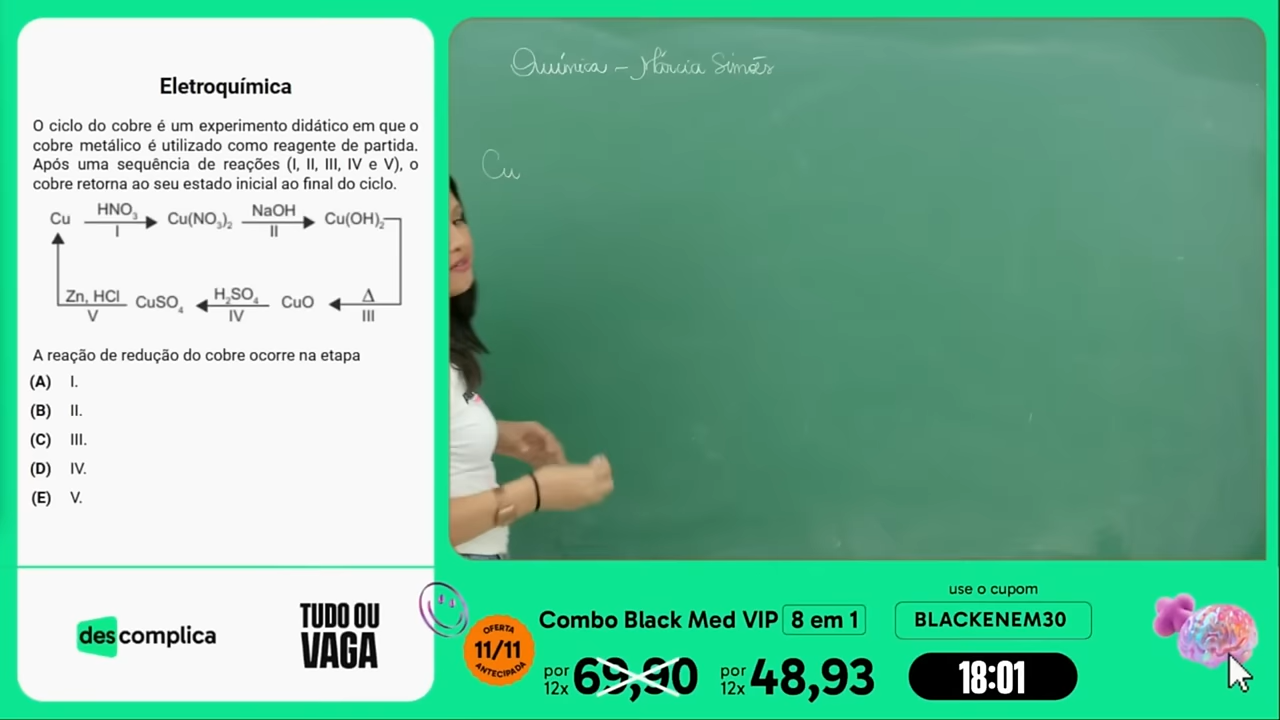 Eletroquímica
O ciclo do cobre é um experimento didático em que o
cobre metálico é utilizado como reagente de partida.
Após uma sequência de reações (I, II, III, IV e V), o
cobre retorna ao seu estado inicial ao final do ciclo.
Cu HNO₃ I Cu(NO₃)₂ NaOH II Cu(OH)₂
Zn, HCl V CuSO₄ H₂SO₄ IV CuO Δ III
A reação de redução do cobre ocorre na etapa
(A) I.
(B) II.
(C) III.
(D) IV.
(E) V.
Química - Márcia Simões
Cu
descomplica
TUDO OU
VAGA
OFERTA
11/11
ANTECIPADA
Combo Black Med VIP 8 em 1
por
12x 69,90
por
12x 48,93
use o cupom
BLACKENEM30
18:01